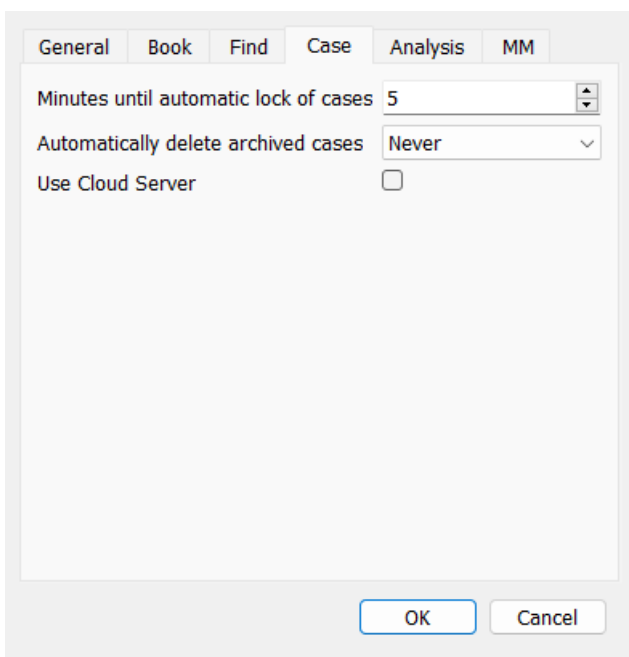 General Book Find Case Analysis MM
Minutes until automatic lock of cases 5
Automatically delete archived cases Never
Use Cloud Server
OK Cancel